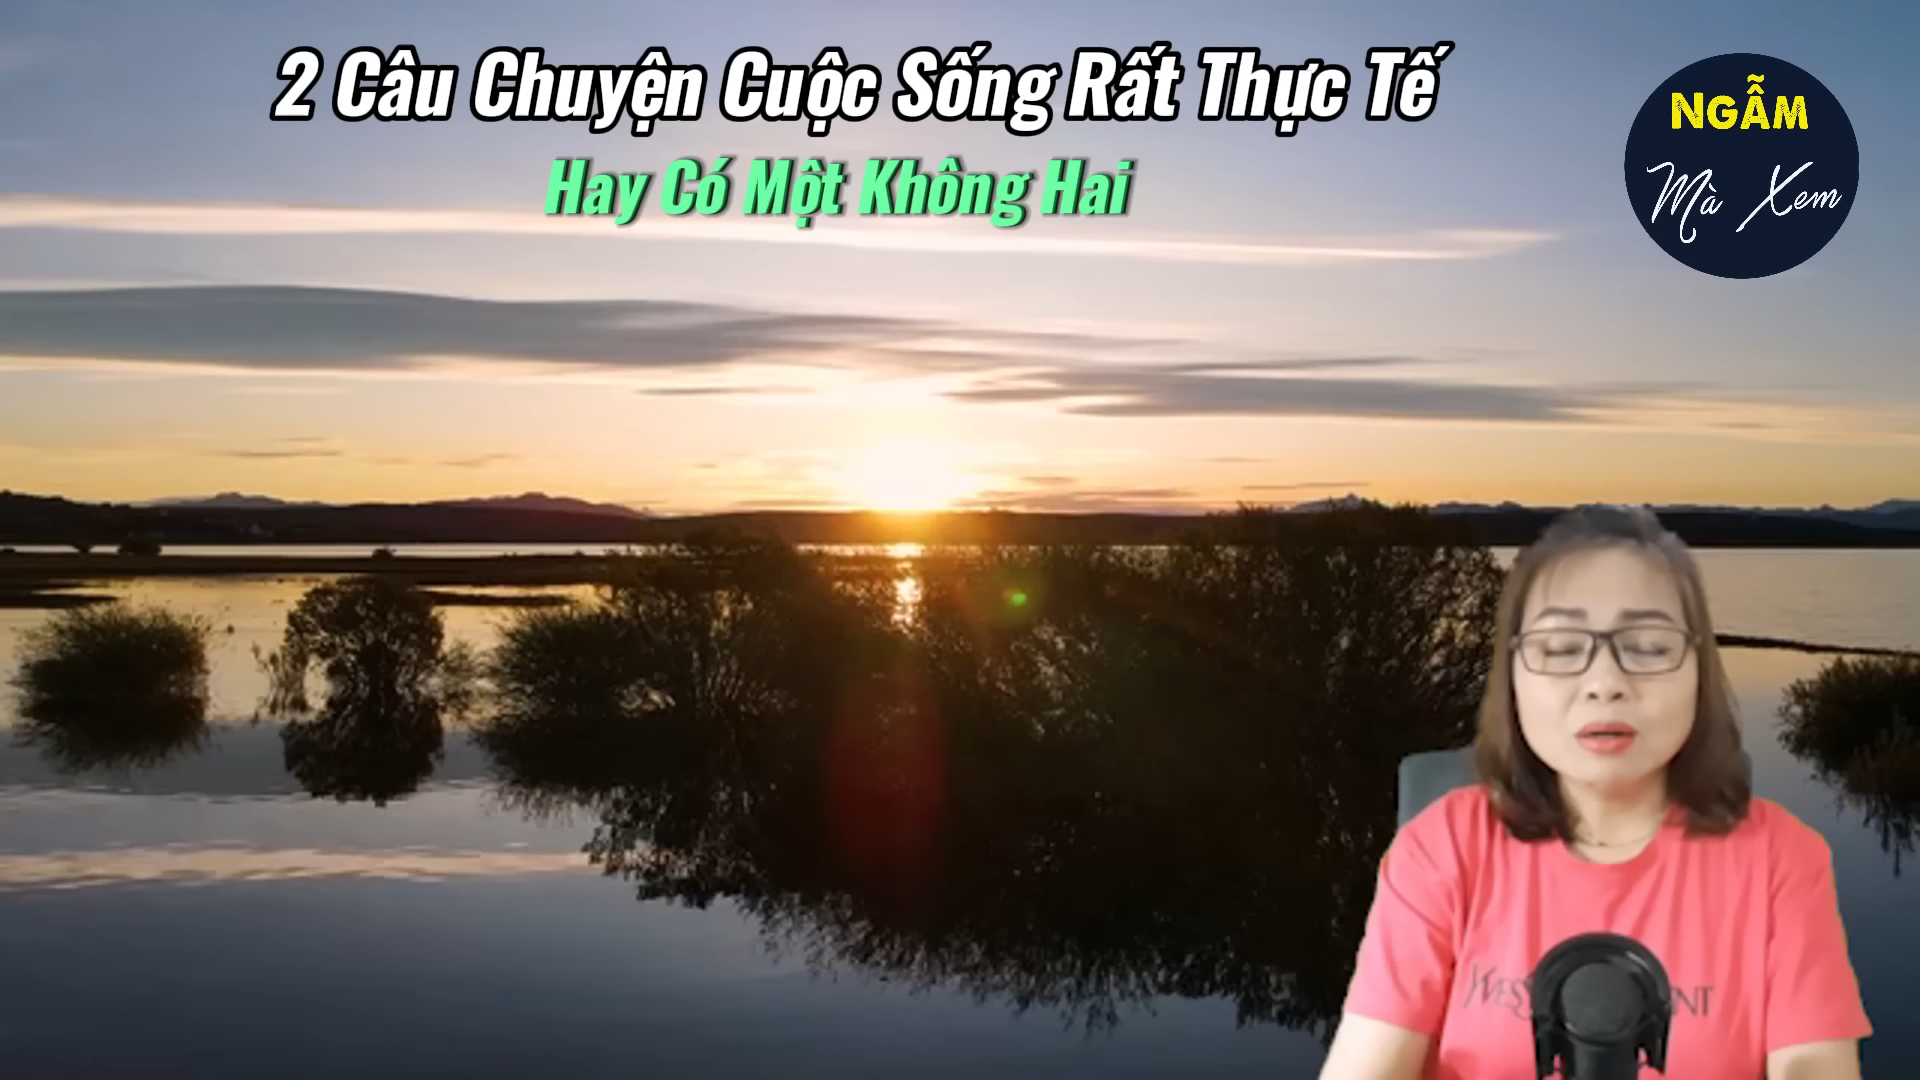 2 Câu Chuyện Cuộc Sống Rất Thực Tế
Hay Có Một Không Hai
NGẪM
Mà Xem